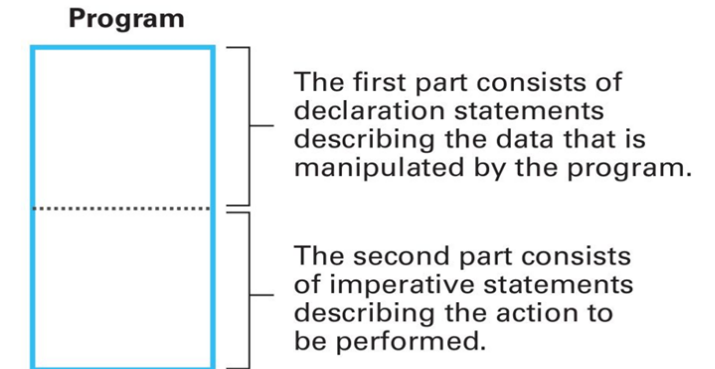 Program
The first part consists of
declaration statements
describing the data that is
manipulated by the program.
The second part consists
of imperative statements
describing the action to
be performed.